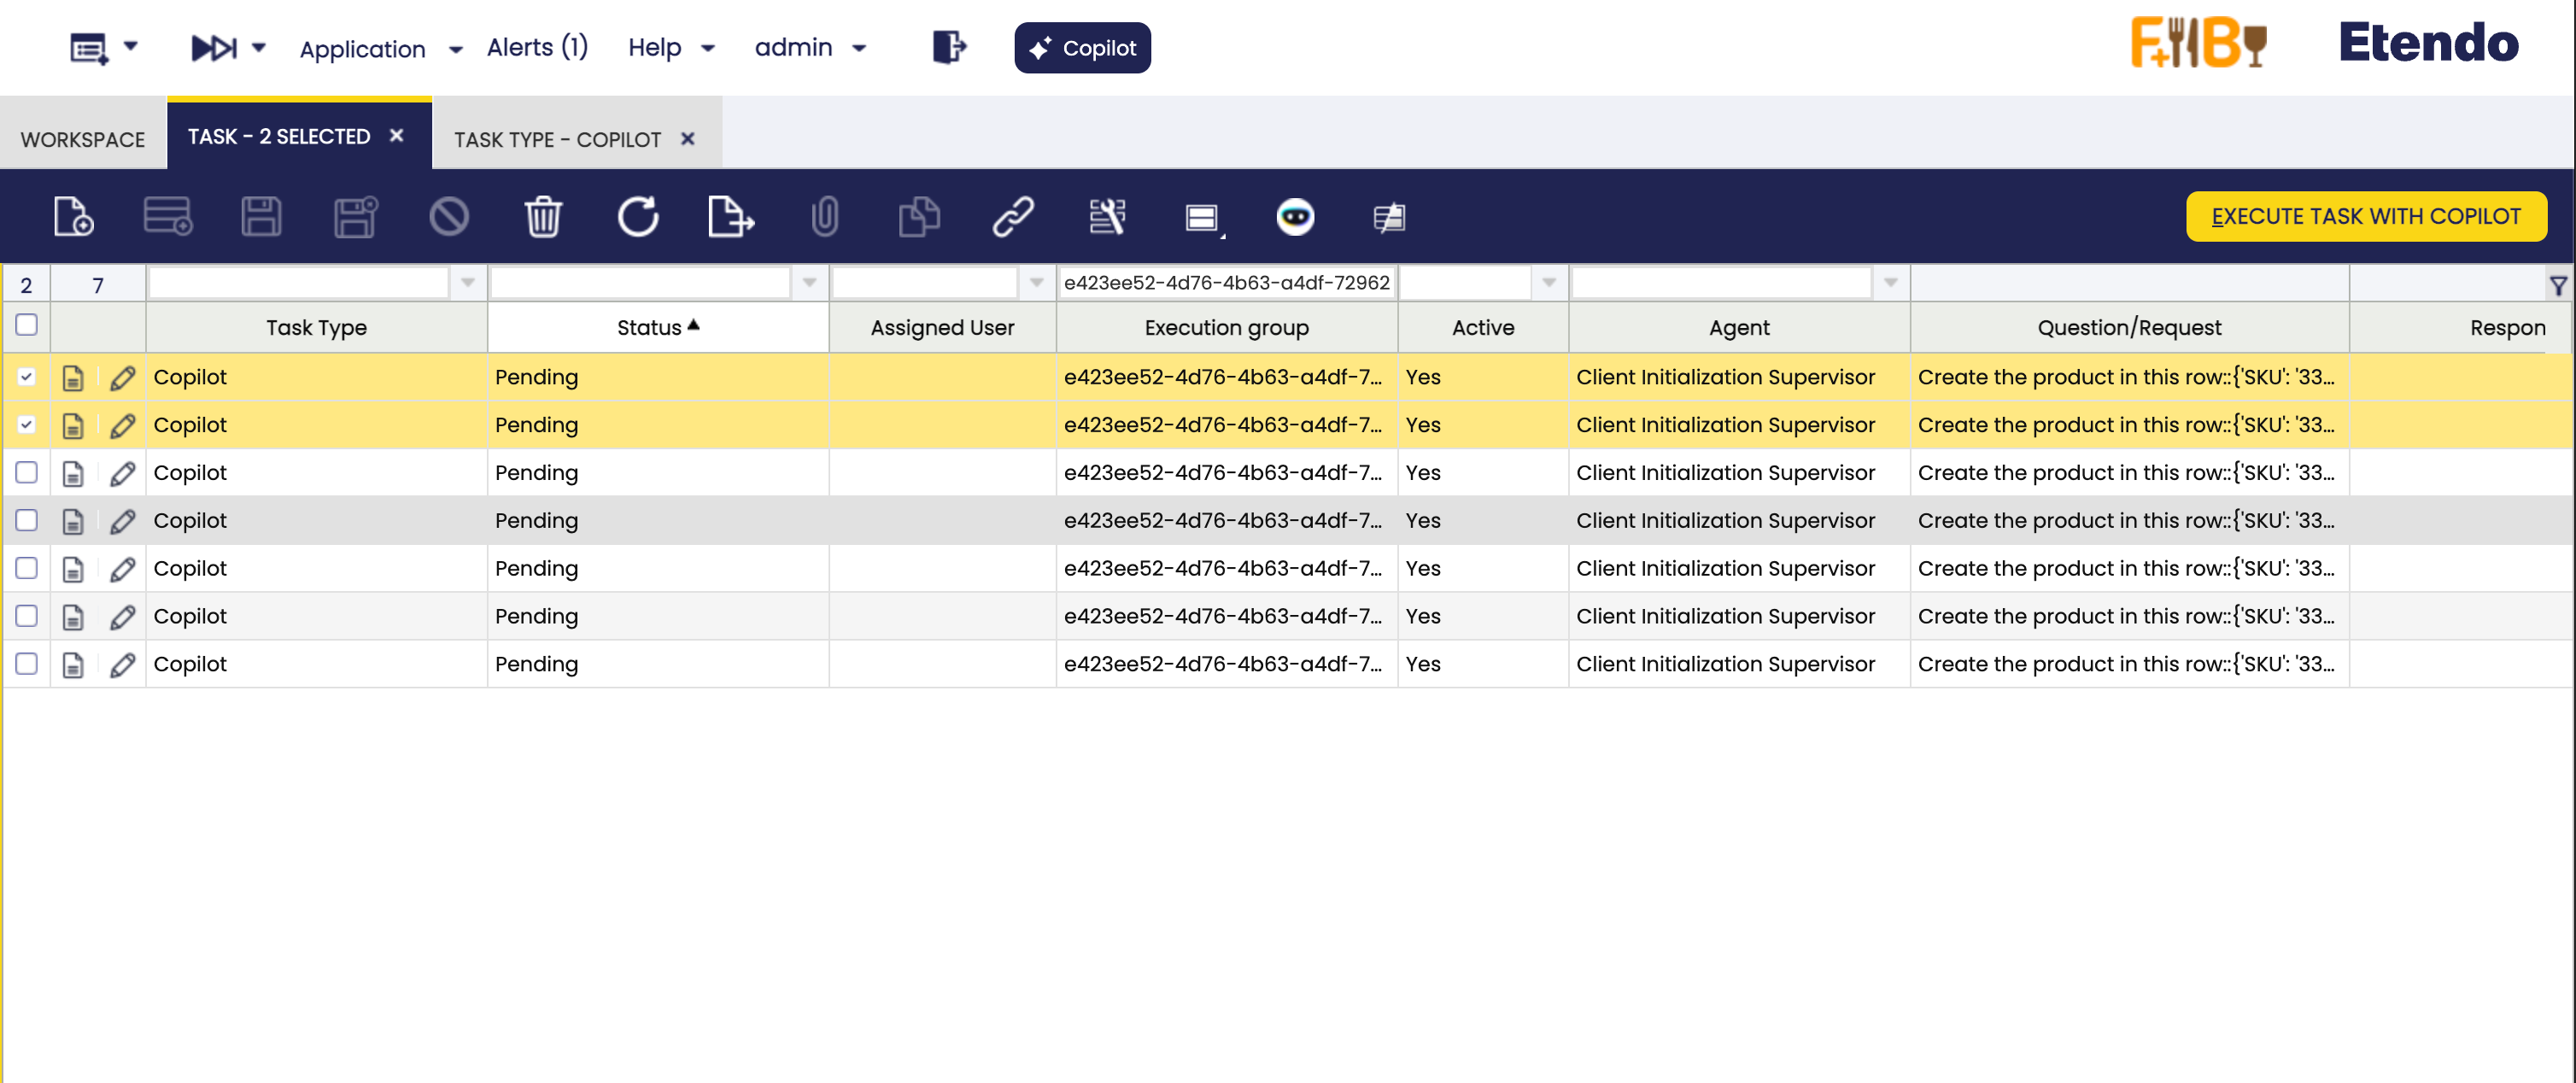 Application Alerts (1) Help admin Copilot F+B Etendo
WORKSPACE TASK - 2 SELECTED TASK TYPE - COPILOT
EXECUTE TASK WITH COPILOT
2 7 e423ee52-4d76-4b63-a4df-72962
Task Type Status Assigned User Execution group Active Agent Question/Request Respon
Copilot Pending e423ee52-4d76-4b63-a4df-7... Yes Client Initialization Supervisor Create the product in this row::{'SKU': '33...
Copilot Pending e423ee52-4d76-4b63-a4df-7... Yes Client Initialization Supervisor Create the product in this row::{'SKU': '33...
Copilot Pending e423ee52-4d76-4b63-a4df-7... Yes Client Initialization Supervisor Create the product in this row::{'SKU': '33...
Copilot Pending e423ee52-4d76-4b63-a4df-7... Yes Client Initialization Supervisor Create the product in this row::{'SKU': '33...
Copilot Pending e423ee52-4d76-4b63-a4df-7... Yes Client Initialization Supervisor Create the product in this row::{'SKU': '33...
Copilot Pending e423ee52-4d76-4b63-a4df-7... Yes Client Initialization Supervisor Create the product in this row::{'SKU': '33...
Copilot Pending e423ee52-4d76-4b63-a4df-7... Yes Client Initialization Supervisor Create the product in this row::{'SKU': '33...